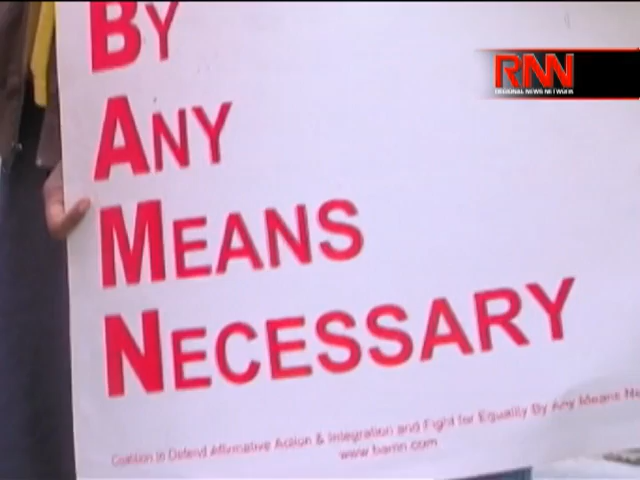 BY
ANY
MEANS
NECESSARY
RNN
REGIONAL NEWS NETWORK
Coalition to Defend Affirmative Action & Integration and Fight for Equality By Any Means Ne
www.bamn.com